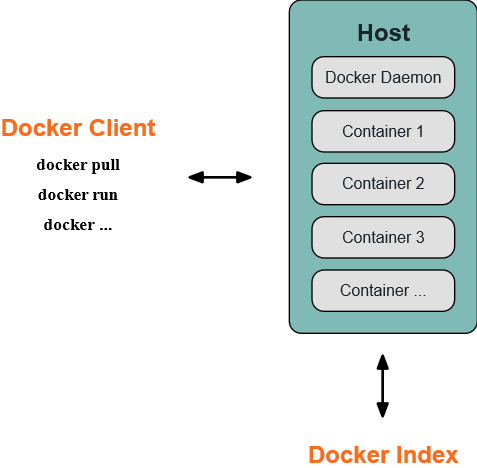 Host
Docker Daemon
Container 1
Container 2
Container 3
Container ...
Docker Client
docker pull
docker run
docker ...
Docker Index